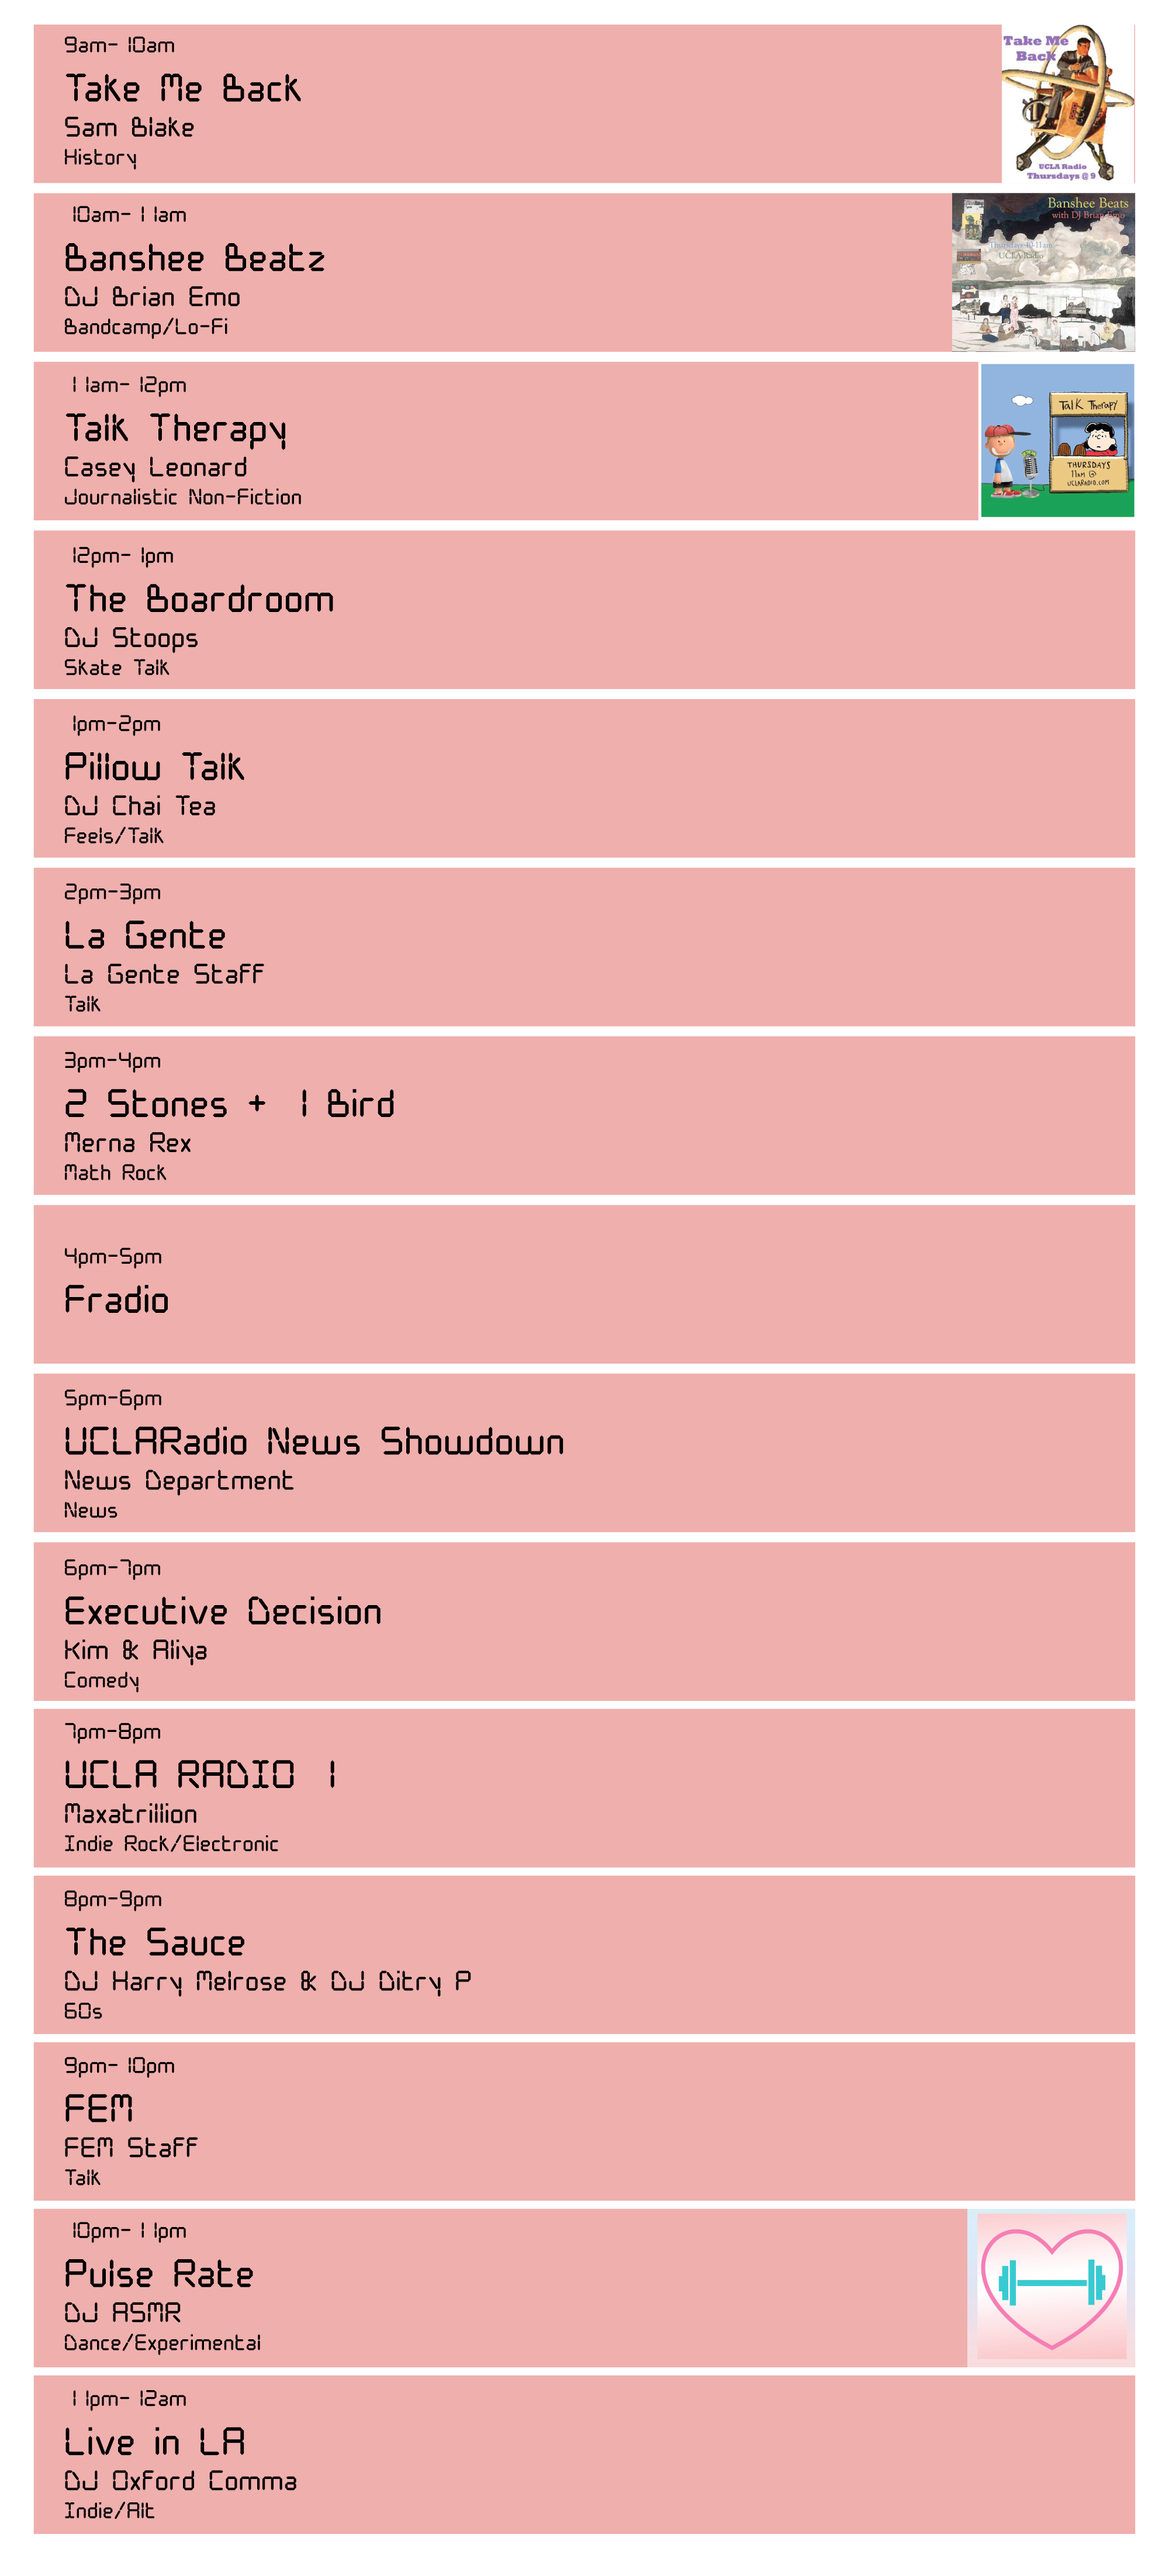 9am-10am
Take Me Back
Sam Blake
History
Take Me
Back
UCLA Radio
Thursdays @ 9
10am-11am
Banshee Beatz
DJ Brian Emo
Bandcamp/Lo-Fi
Banshee Beats
with DJ Brian Emo
Thursdays 10-11am
UCLA Radio
11am-12pm
Talk Therapy
Casey Leonard
Journalistic Non-Fiction
Talk Therapy
THURSDAYS
11am @
UCLARADIO.COM
12pm-1pm
The Boardroom
DJ Stoops
Skate Talk
1pm-2pm
Pillow Talk
DJ Chai Tea
Feels/Talk
2pm-3pm
La Gente
La Gente Staff
Talk
3pm-4pm
2 Stones + 1 Bird
Merna Rex
Math Rock
4pm-5pm
Fradio
5pm-6pm
UCLARadio News Showdown
News Department
News
6pm-7pm
Executive Decision
Kim & Aliya
Comedy
7pm-8pm
UCLA RADIO 1
Maxatrillion
Indie Rock/Electronic
8pm-9pm
The Sauce
DJ Harry Melrose & DJ Ditry P
60s
9pm-10pm
FEM
FEM Staff
Talk
10pm-11pm
Pulse Rate
DJ ASMR
Dance/Experimental
11pm-12am
Live in LA
DJ Oxford Comma
Indie/Alt